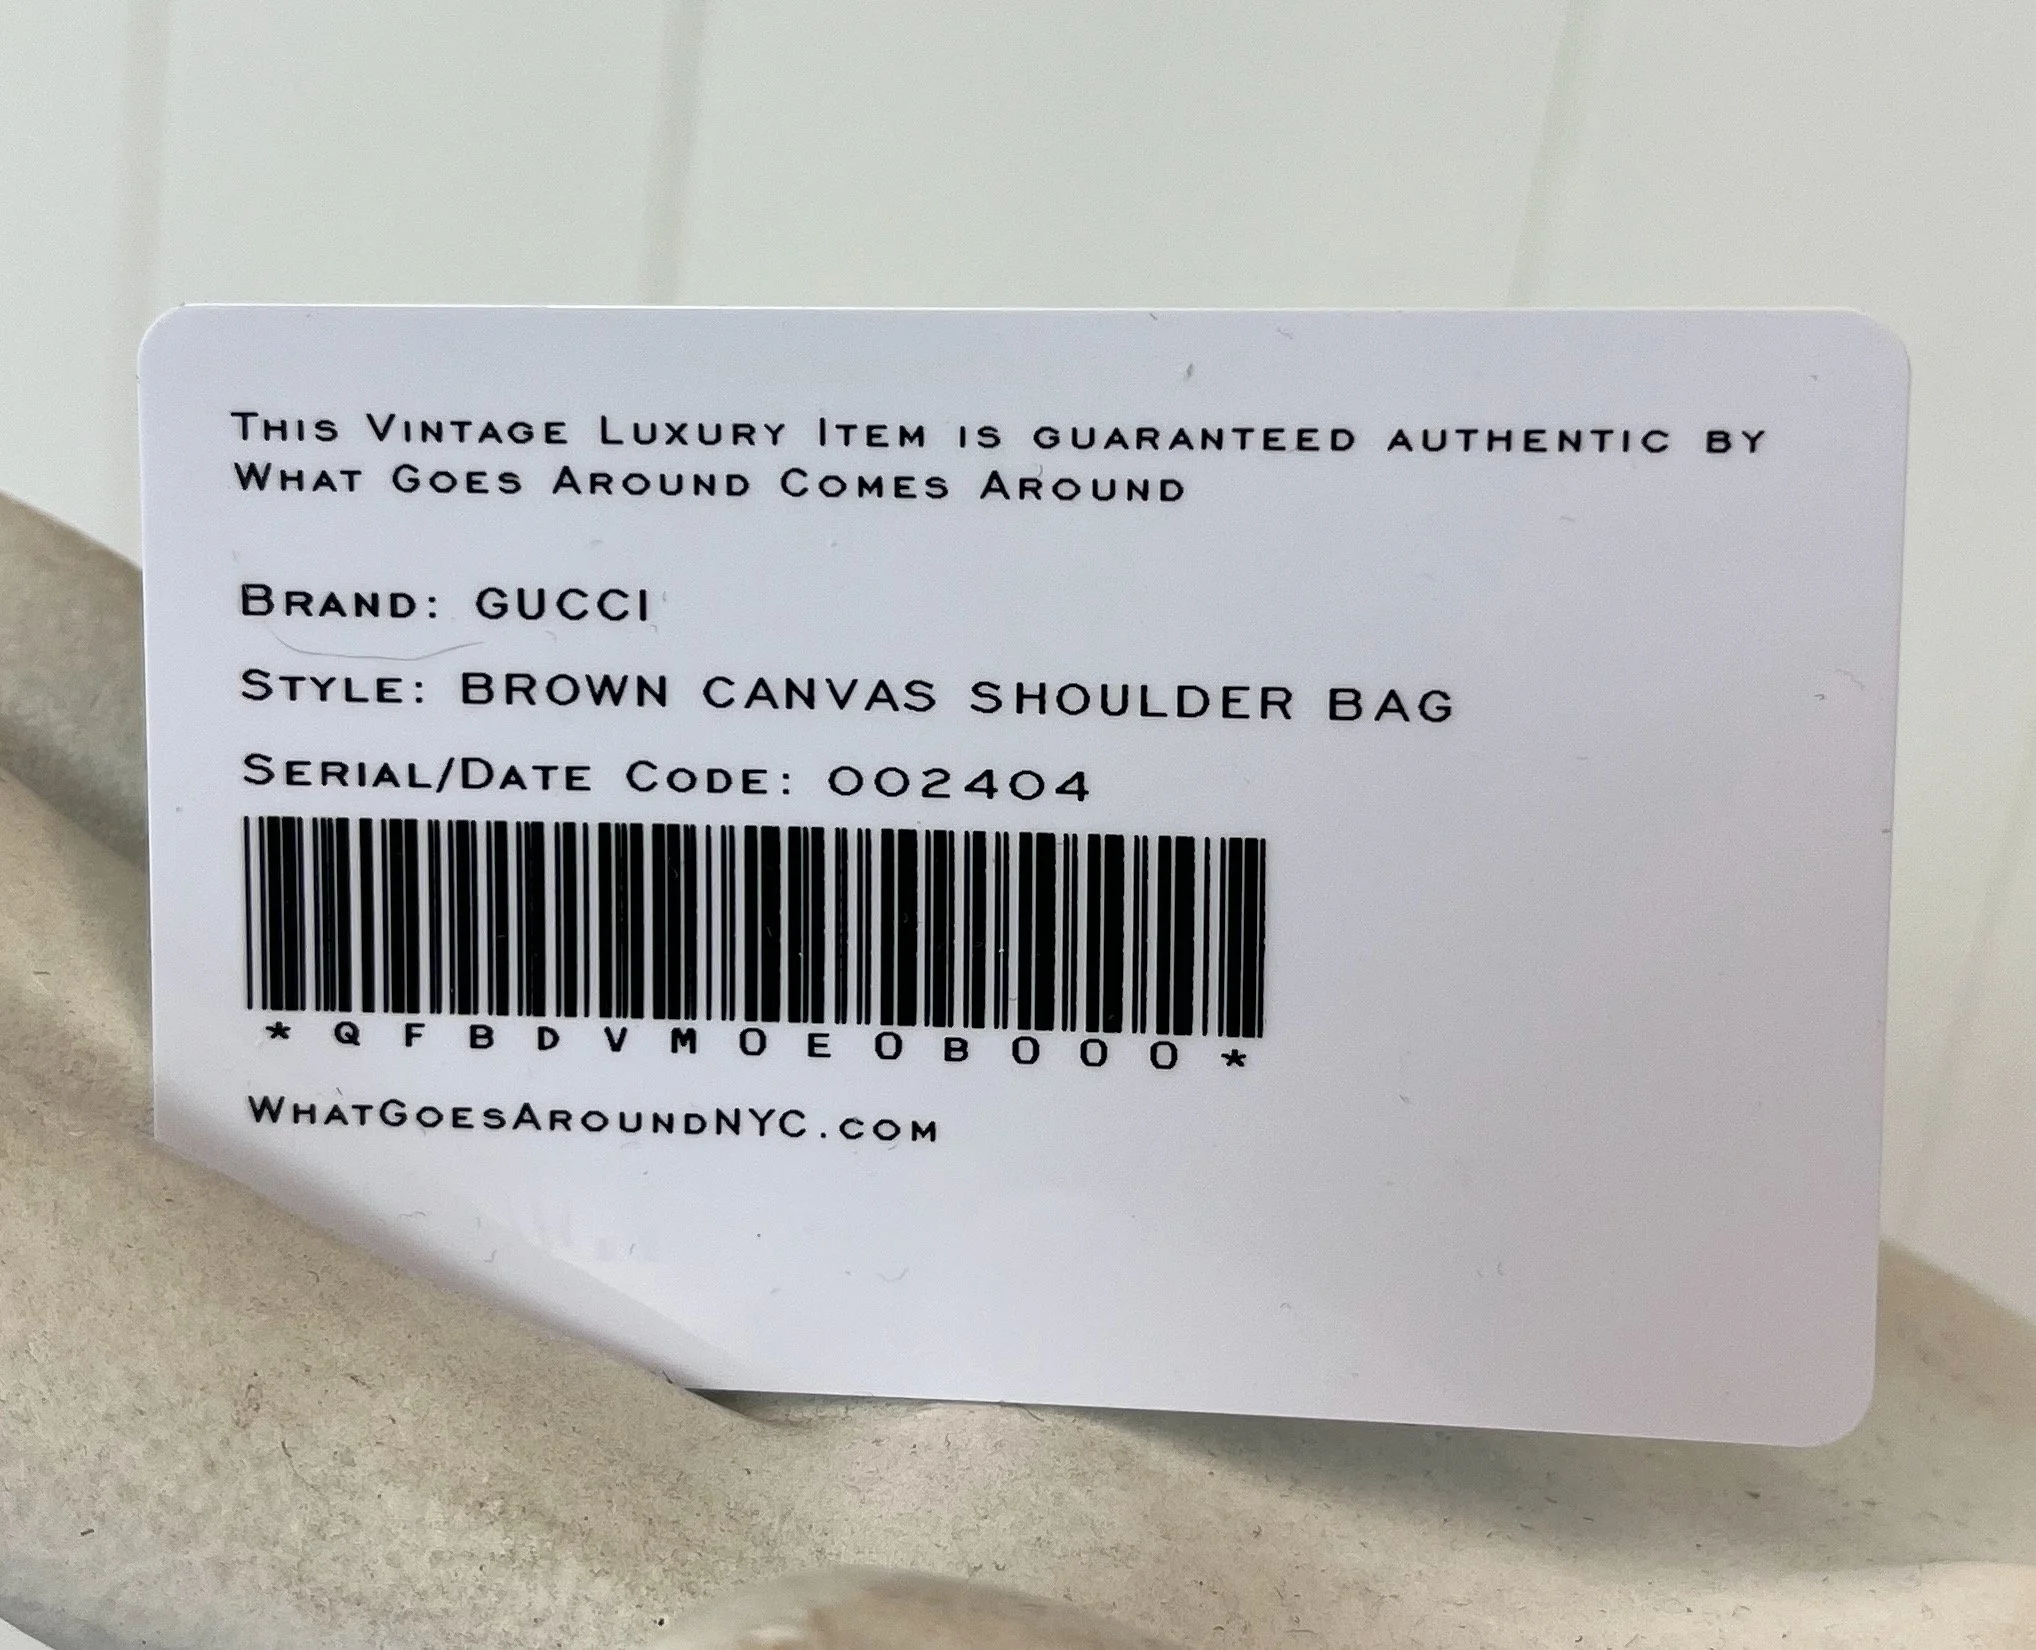 This Vintage Luxury Item is guaranteed authentic by
What Goes Around Comes Around
Brand: GUCCI
Style: BROWN CANVAS SHOULDER BAG
Serial/Date Code: 002404
*QFBDVM0E0B000*
WhatGoesAroundNYC.com